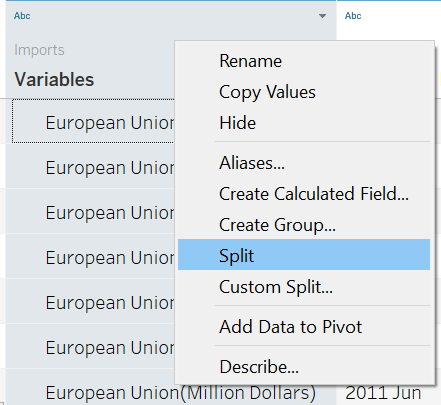 Abc Abc
Imports
Variables
Rename
Copy Values
Hide
Aliases...
Create Calculated Field...
Create Group...
Split
Custom Split...
Add Data to Pivot
Describe...
European Union
European Union
European Union
European Union
European Union
European Union
European Union(Million Dollars) 2011 Jun